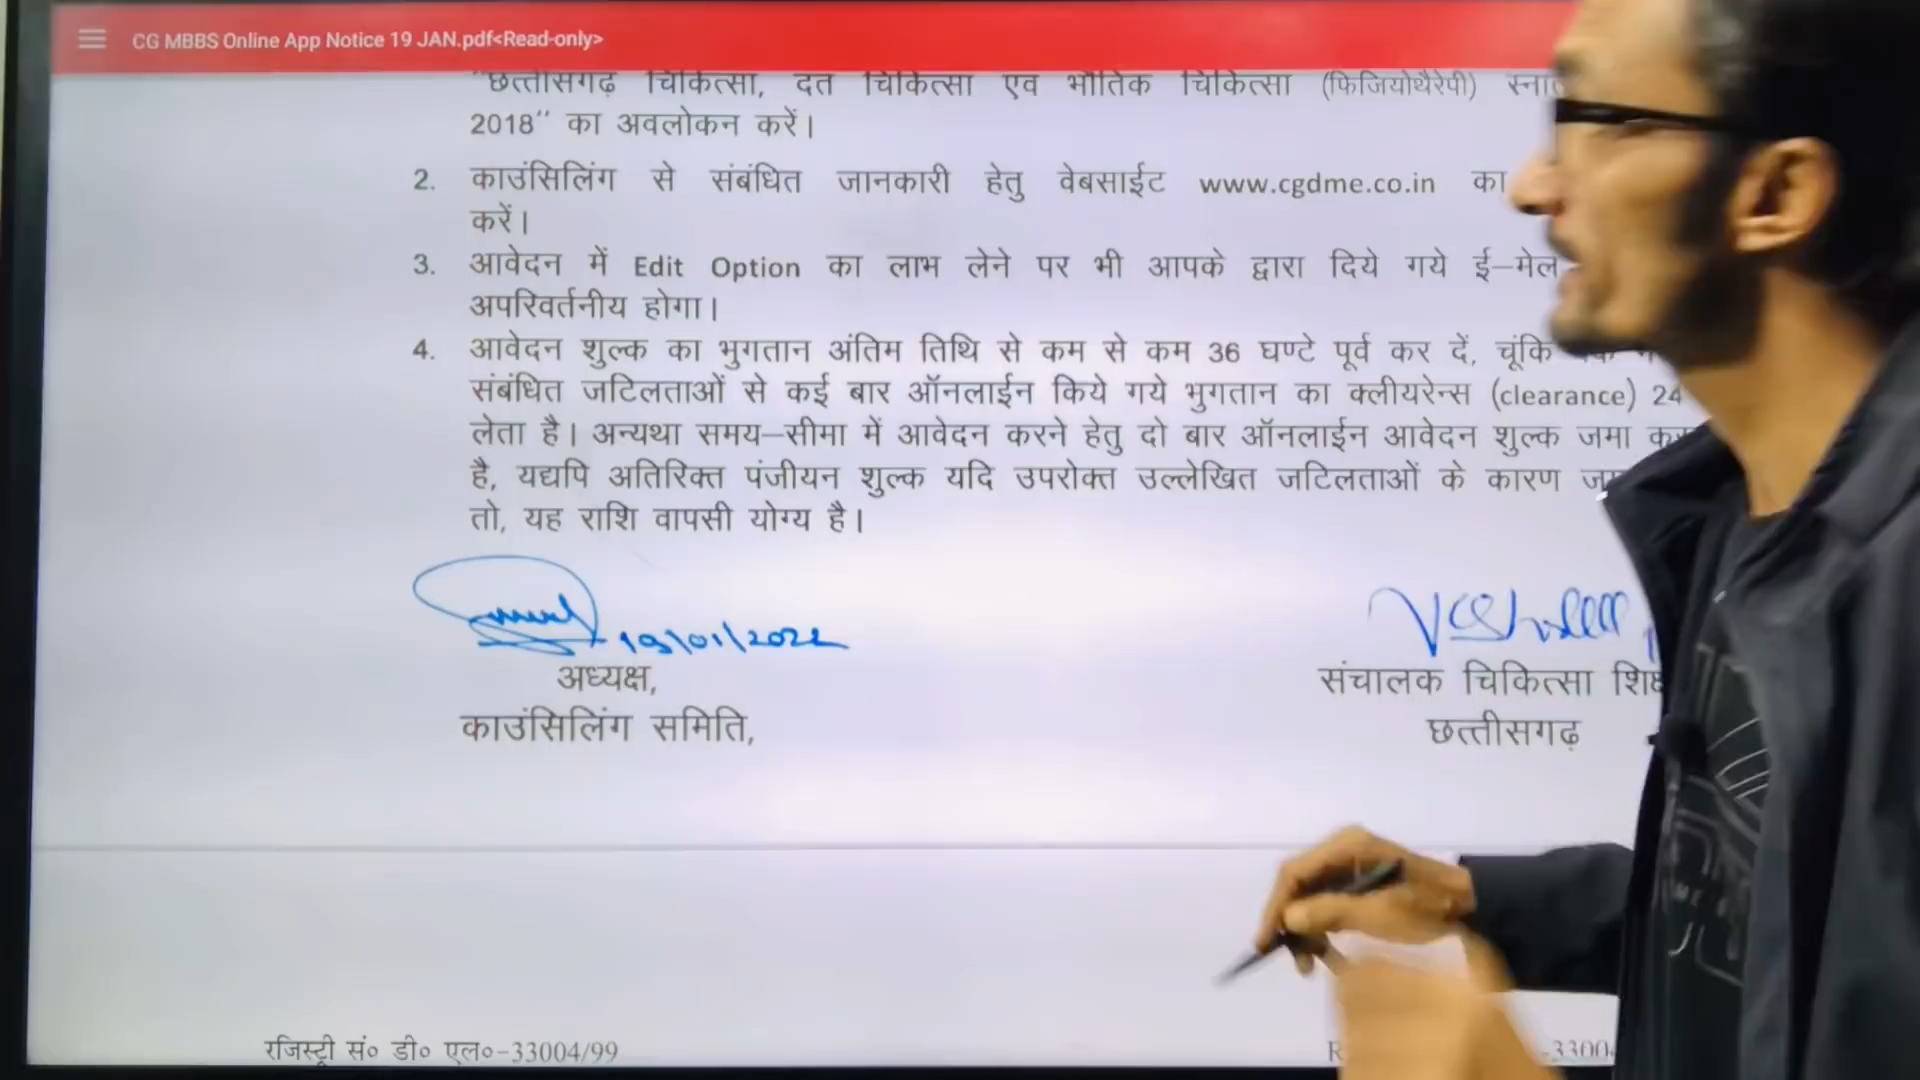 CG MBBS Online App Notice 19 JAN.pdf<Read-only>
"छत्तीसगढ़ चिकित्सा, दंत चिकित्सा एवं भौतिक चिकित्सा (फिजियोथैरेपी)
2018" का अवलोकन करें।
2. काउंसिलिंग से संबंधित जानकारी हेतु वेबसाईट www.cgdme.co.in का
करें।
3. आवेदन में Edit Option का लाभ लेने पर भी आपके द्वारा दिये गये ई–मेल
अपरिवर्तनीय होगा।
4. आवेदन शुल्क का भुगतान अंतिम तिथि से कम से कम 36 घण्टे पूर्व कर दें, चूंकि
संबंधित जटिलताओं से कई बार ऑनलाईन किये गये भुगतान का क्लीयरेन्स (clearance) 24
लेता है। अन्यथा समय–सीमा में आवेदन करने हेतु दो बार ऑनलाईन आवेदन शुल्क जमा
है, यद्यपि अतिरिक्त पंजीयन शुल्क यदि उपरोक्त उल्लेखित जटिलताओं के कारण
तो, यह राशि वापसी योग्य है।
19/01/2022
अध्यक्ष,
काउंसिलिंग समिति,
संचालक चिकित्सा
छत्तीसगढ़
रजिस्ट्री सं० डी० एल०-33004/99